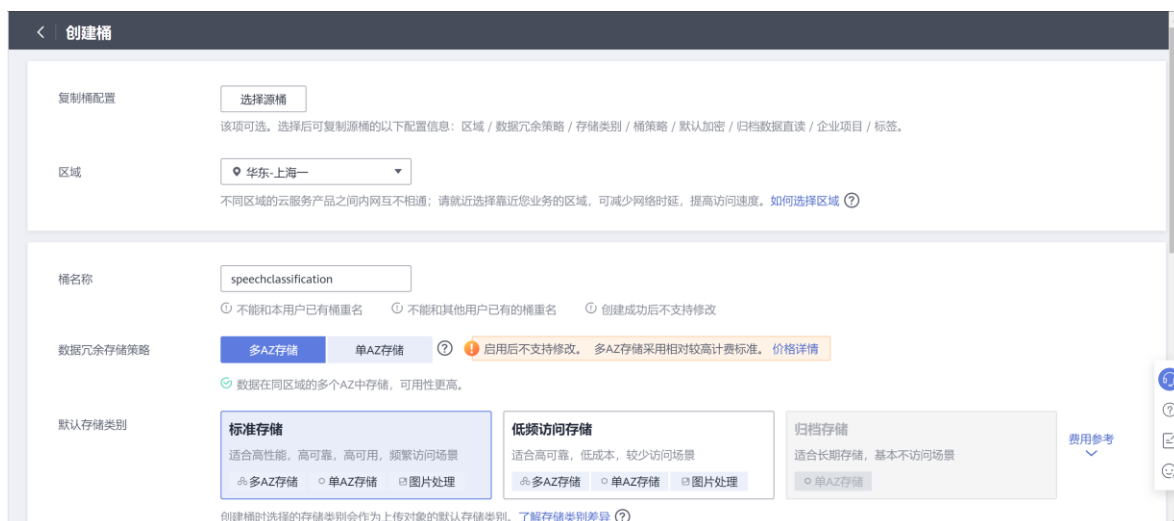 创建桶
复制桶配置
选择源桶
该项可选。选择后可复制源桶的以下配置信息：区域 / 数据冗余策略 / 存储类别 / 桶策略 / 默认加密 / 归档数据直读 / 企业项目 / 标签。
区域
华东-上海一
不同区域的云服务产品之间内网互不相通；请就近选择靠近您业务的区域，可减少网络时延，提高访问速度。如何选择区域
桶名称
speechclassification
不能和本用户已有桶重名 不能和其他用户已有的桶重名 创建成功后不支持修改
数据冗余存储策略
多AZ存储 单AZ存储 启用后不支持修改。 多AZ存储采用相对较高计费标准。 价格详情
数据在同区域的多个AZ中存储，可用性更高。
默认存储类别
标准存储 低频访问存储 归档存储
适合高性能，高可靠，高可用，频繁访问场景 适合高可靠，低成本，较少访问场景 适合长期存储，基本不访问场景
费用参考
多AZ存储 单AZ存储 图片处理 多AZ存储 单AZ存储 图片处理 单AZ存储
创建桶时选择的存储类别会作为上传对象的默认存储类别。了解存储类别差异